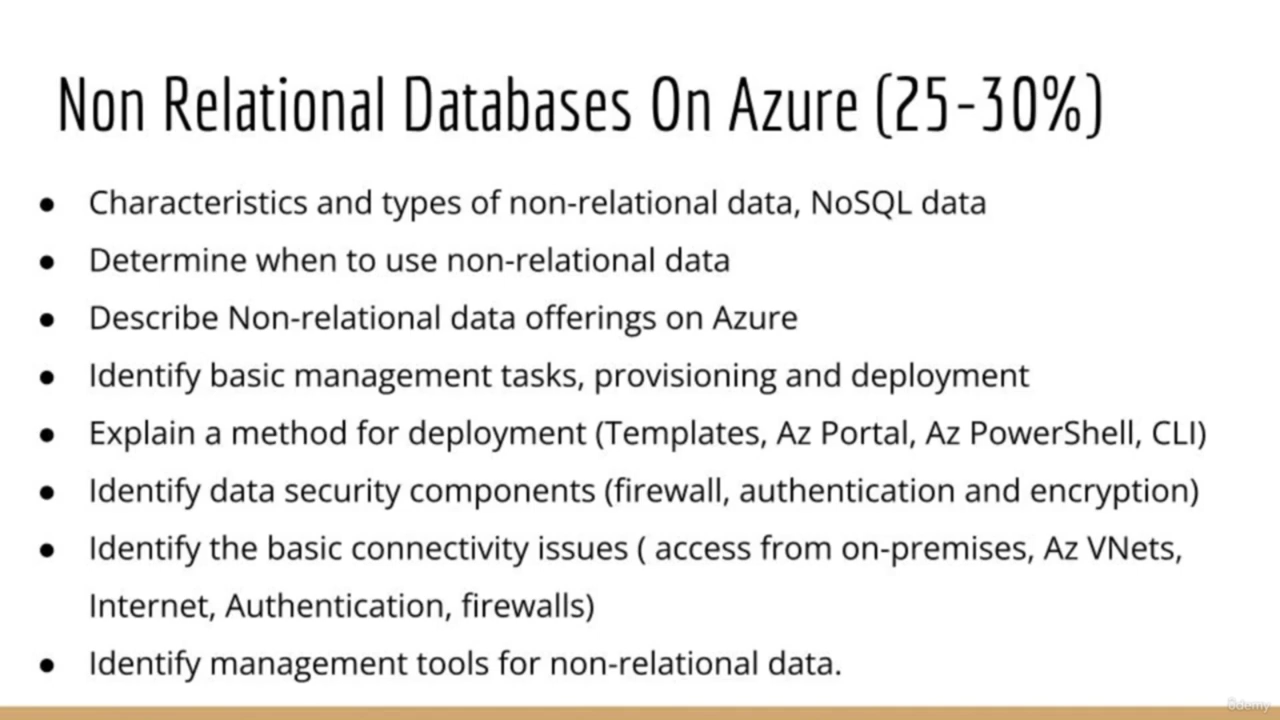 Non Relational Databases On Azure (25-30%)
● Characteristics and types of non-relational data, NoSQL data
● Determine when to use non-relational data
● Describe Non-relational data offerings on Azure
● Identify basic management tasks, provisioning and deployment
● Explain a method for deployment (Templates, Az Portal, Az PowerShell, CLI)
● Identify data security components (firewall, authentication and encryption)
● Identify the basic connectivity issues ( access from on-premises, Az VNets,
Internet, Authentication, firewalls)
● Identify management tools for non-relational data.
ûdemy